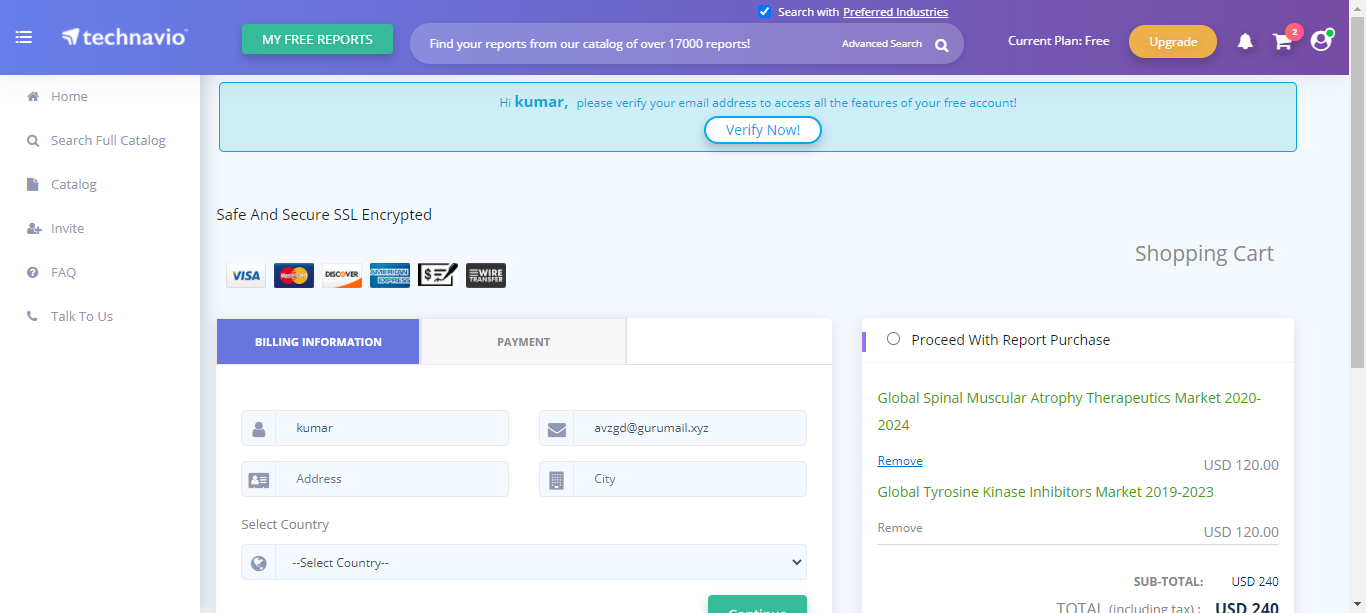 Search with Preferred Industries
technavio
MY FREE REPORTS
Find your reports from our catalog of over 17000 reports!
Advanced Search
Current Plan: Free
Upgrade
2
Home
Search Full Catalog
Catalog
Invite
FAQ
Talk To Us
Hi kumar, please verify your email address to access all the features of your free account!
Verify Now!
Safe And Secure SSL Encrypted
VISA
MasterCard
DISCOVER
AMERICAN EXPRESS
WIRE TRANSFER
Shopping Cart
BILLING INFORMATION
PAYMENT
kumar
avzgd@gurumail.xyz
Address
City
Select Country
--Select Country--
Continue
Proceed With Report Purchase
Global Spinal Muscular Atrophy Therapeutics Market 2020-
2024
Remove
USD 120.00
Global Tyrosine Kinase Inhibitors Market 2019-2023
Remove
USD 120.00
SUB-TOTAL: USD 240
TOTAL (including tax) : USD 240